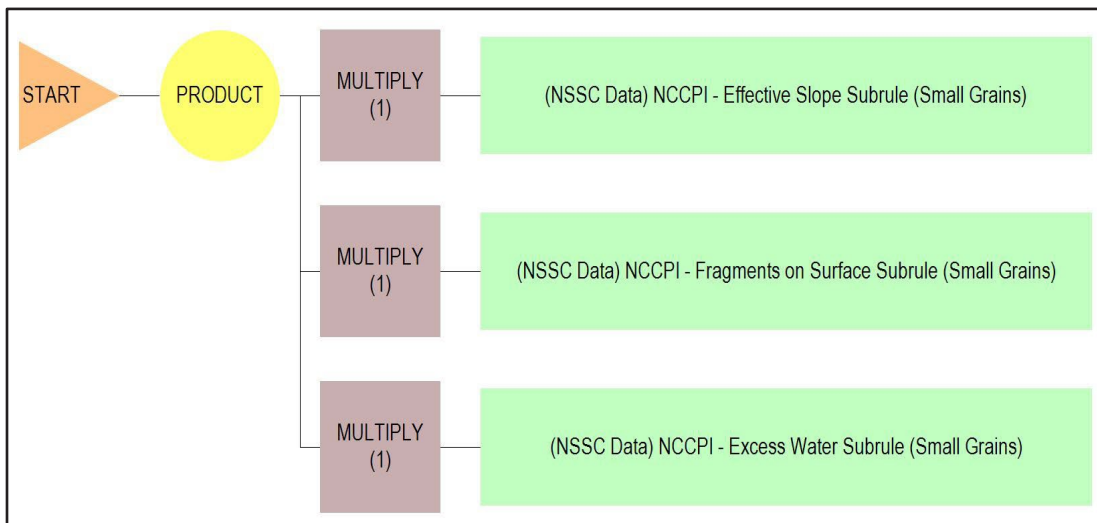 START
PRODUCT
MULTIPLY
(1)
(NSSC Data) NCCPI - Effective Slope Subrule (Small Grains)
MULTIPLY
(1)
(NSSC Data) NCCPI - Fragments on Surface Subrule (Small Grains)
MULTIPLY
(1)
(NSSC Data) NCCPI - Excess Water Subrule (Small Grains)